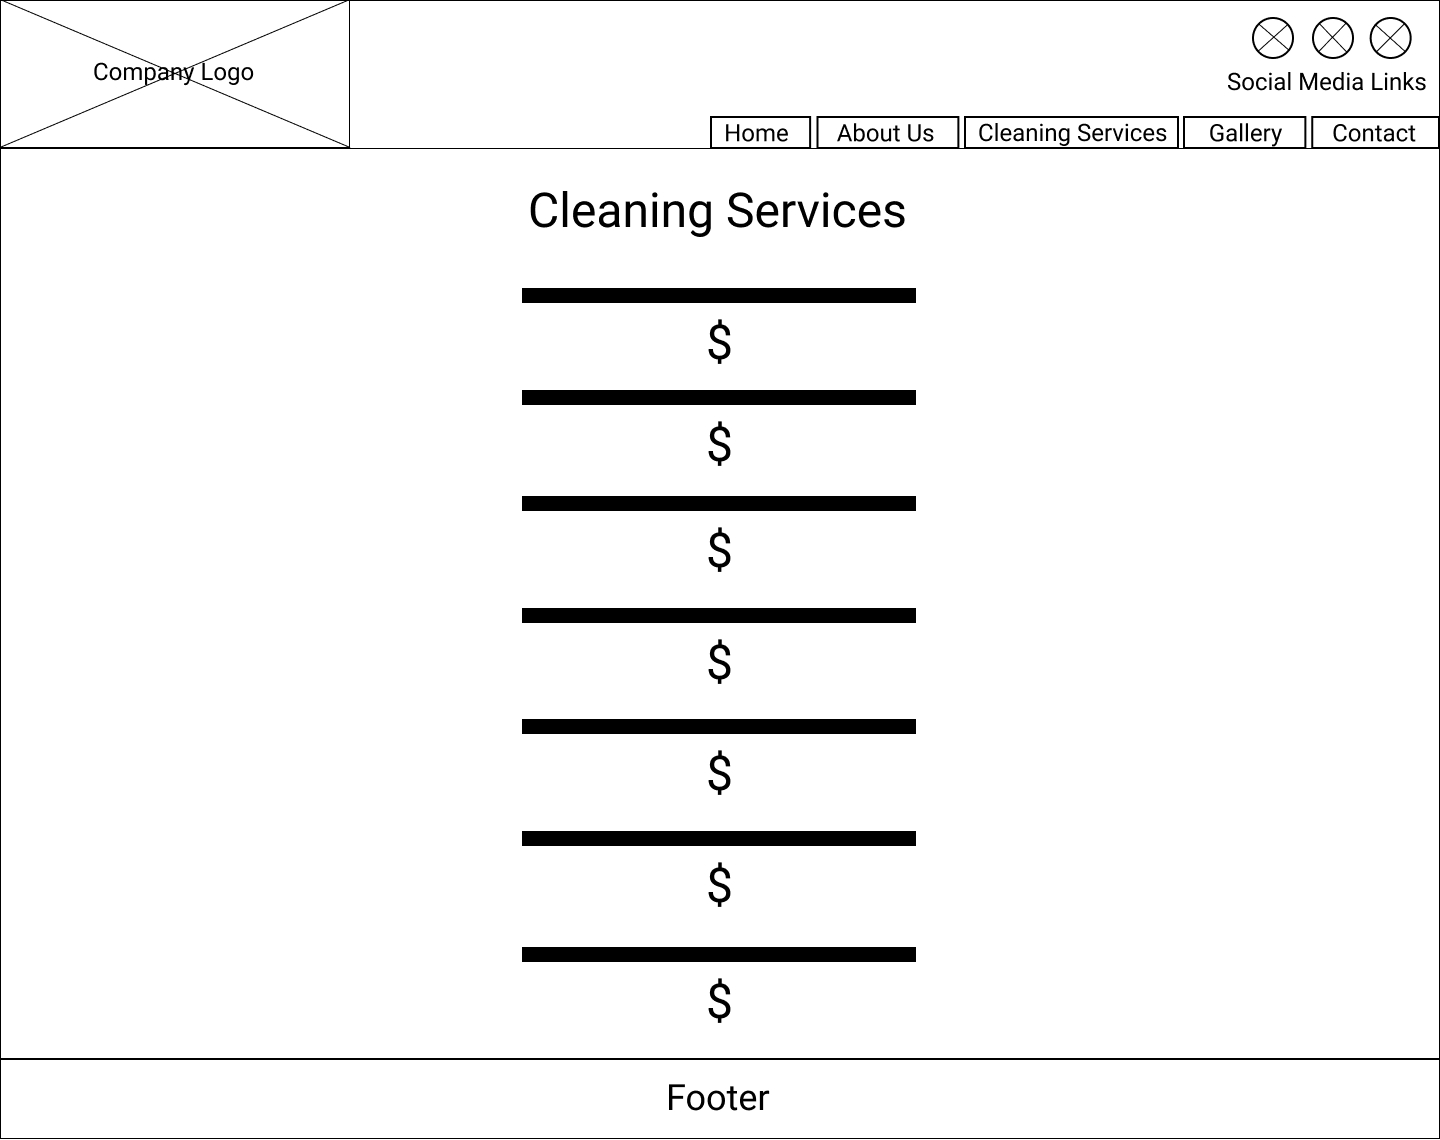 Company Logo
Social Media Links
Home
About Us
Cleaning Services
Gallery
Contact
Cleaning Services
$
$
$
$
$
$
$
Footer